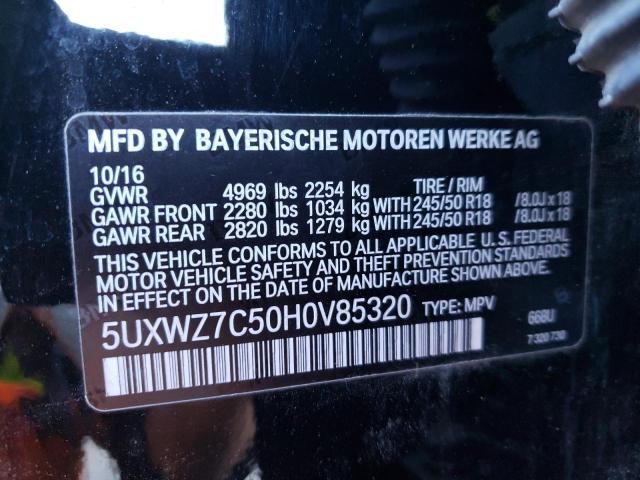 MFD BY BAYERISCHE MOTOREN WERKE AG
10/16
GVWR 4969 lbs 2254 kg TIRE / RIM
GAWR FRONT 2280 lbs 1034 kg WITH 245/50 R18 /8.0J x 18
GAWR REAR 2820 lbs 1279 kg WITH 245/50 R18 /8.0J x 18
THIS VEHICLE CONFORMS TO ALL APPLICABLE U.S. FEDERAL
MOTOR VEHICLE SAFETY AND THEFT PREVENTION STANDARDS
IN EFFECT ON THE DATE OF MANUFACTURE SHOWN ABOVE.
5UXWZ7C50H0V85320 TYPE: MPV 668U
7 320 730